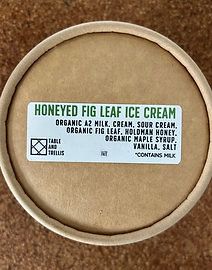 HONEYED FIG LEAF ICE CREAM
ORGANIC A2 MILK, CREAM, SOUR CREAM,
ORGANIC FIG LEAF, HOLDMAN HONEY,
ORGANIC MAPLE SYRUP,
VANILLA, SALT
TABLE
AND
TRELLIS
*CONTAINS MILK